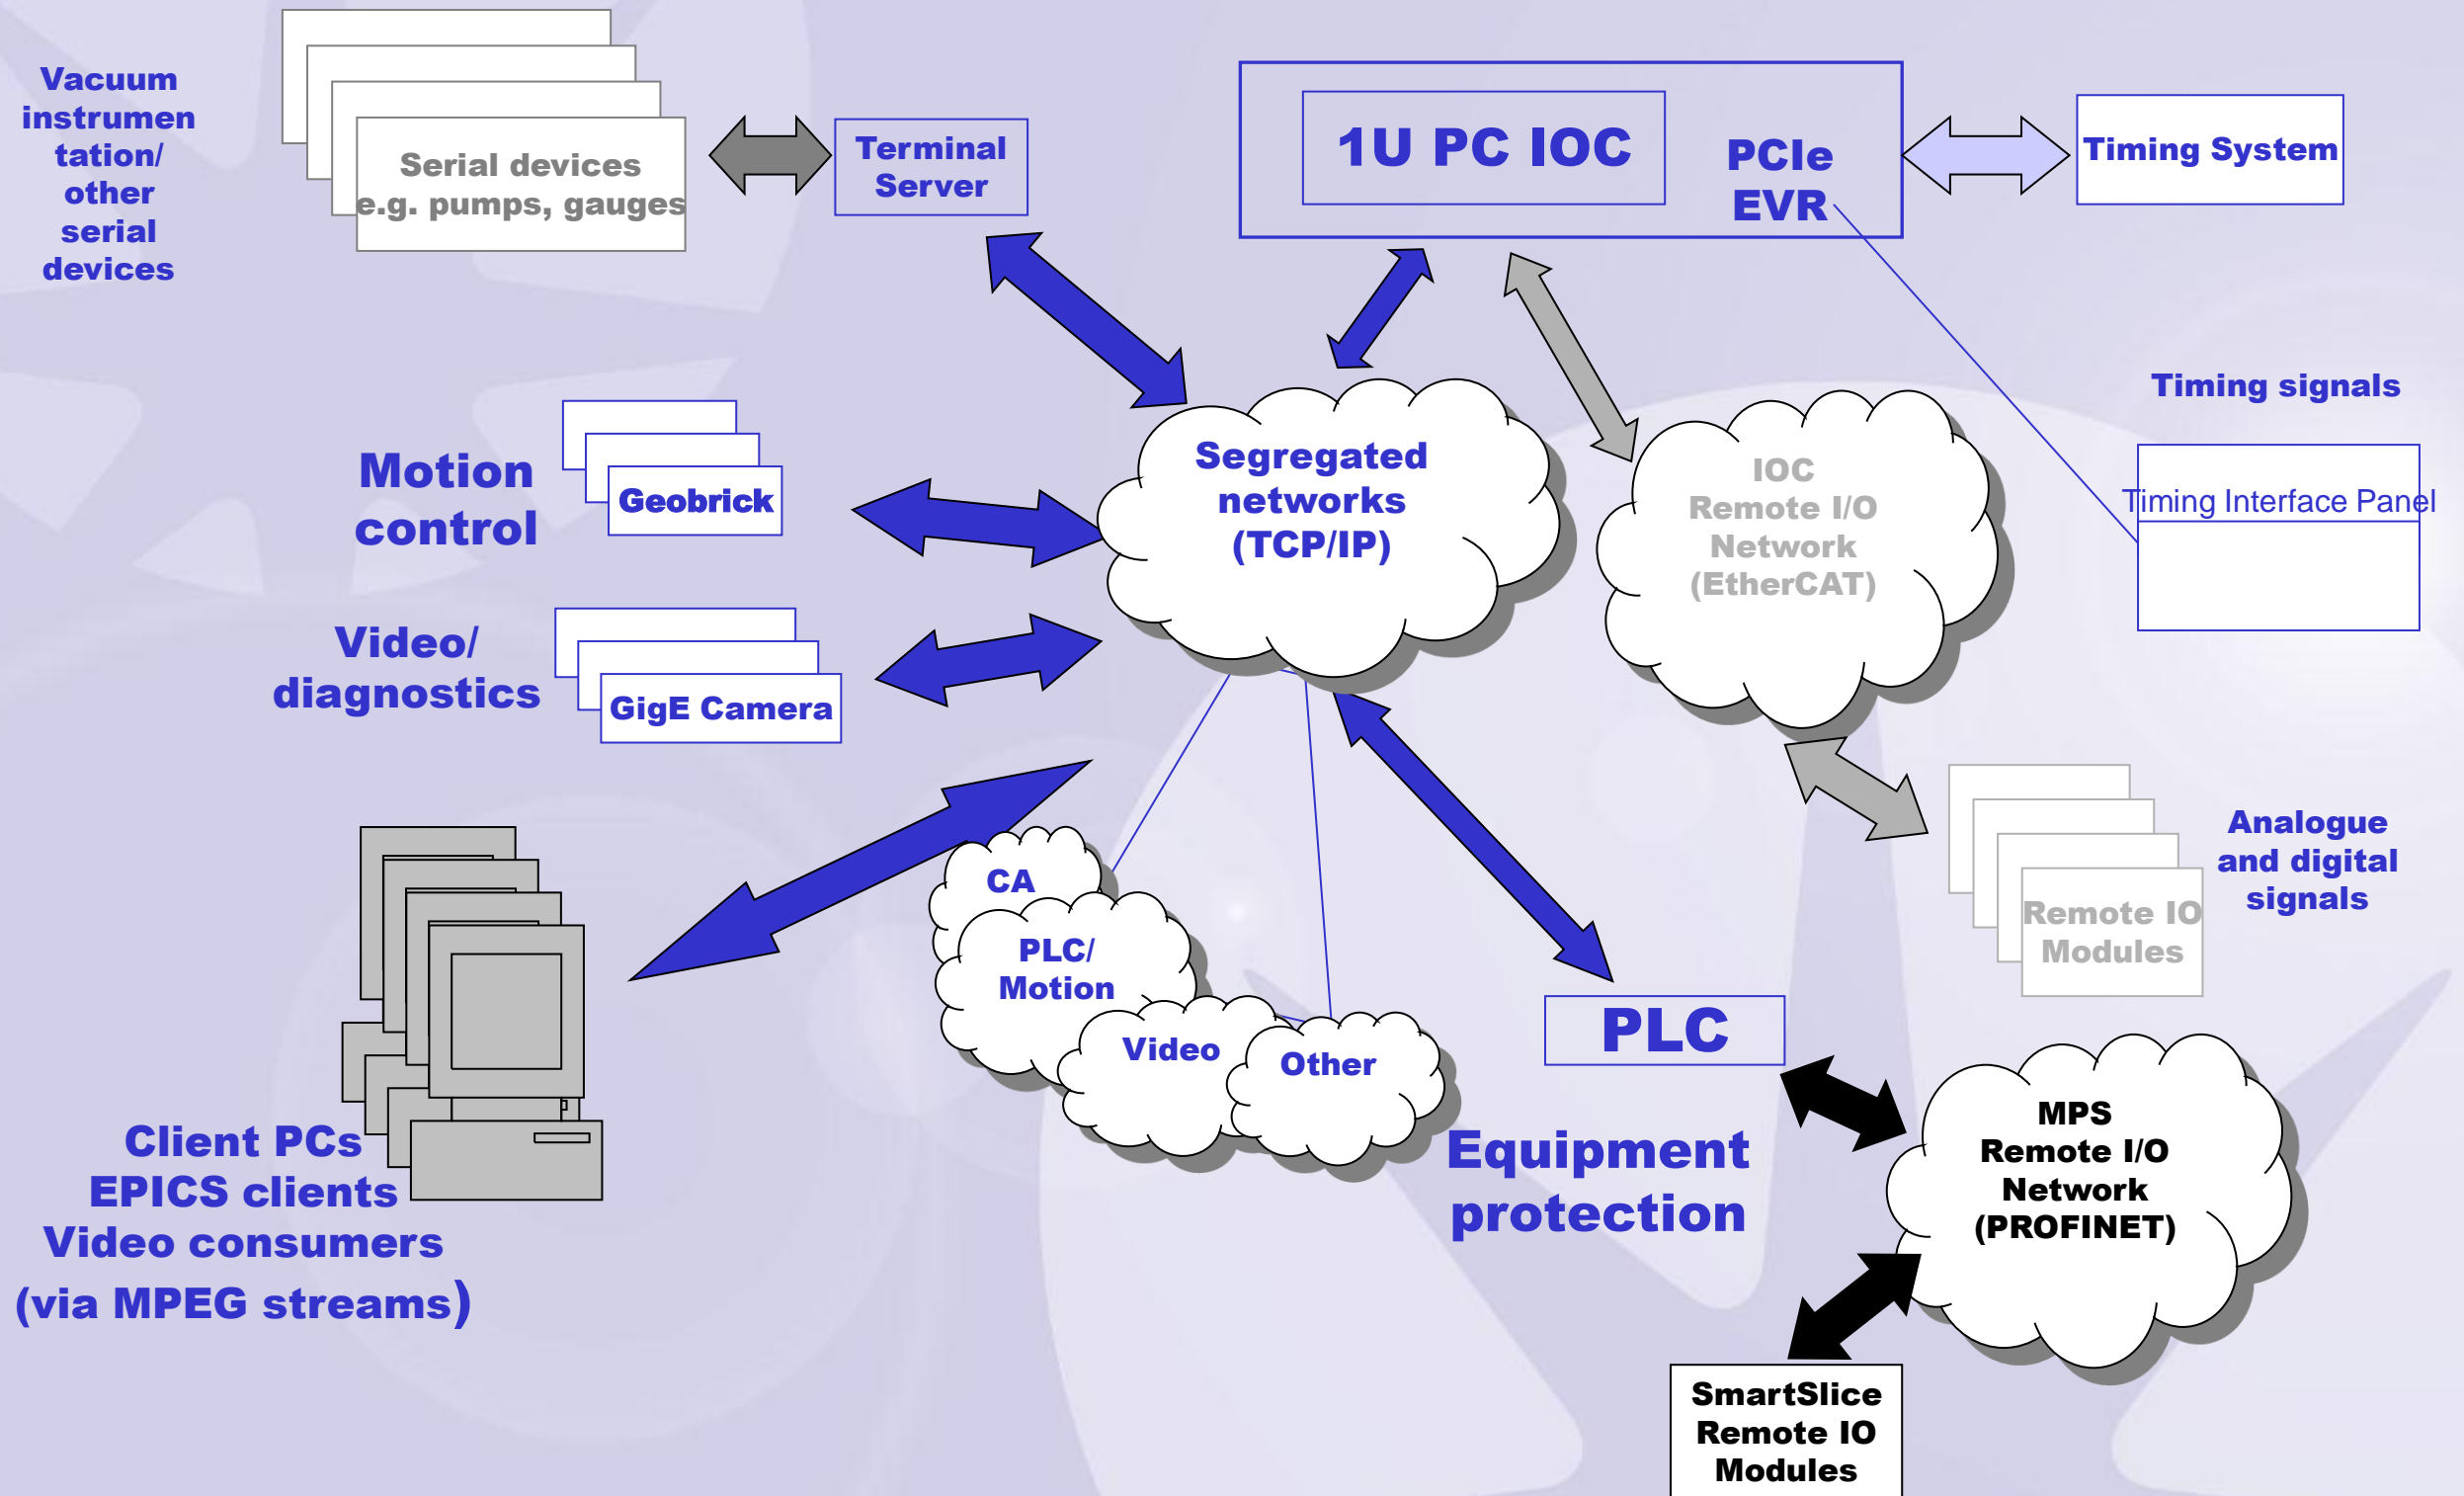 Vacuum
instrumen
tation/
other
serial
devices
Serial devices
e.g. pumps, gauges
Terminal
Server
1U PC IOC
PCIe
EVR
Timing System
Timing signals
Timing Interface Panel
Motion
control
Geobrick
Segregated
networks
(TCP/IP)
IOC
Remote I/O
Network
(EtherCAT)
Video/
diagnostics
GigE Camera
Analogue
and digital
signals
Remote IO
Modules
CA
PLC/
Motion
Video
Other
PLC
Equipment
protection
MPS
Remote I/O
Network
(PROFINET)
Client PCs
EPICS clients
Video consumers
(via MPEG streams)
SmartSlice
Remote IO
Modules